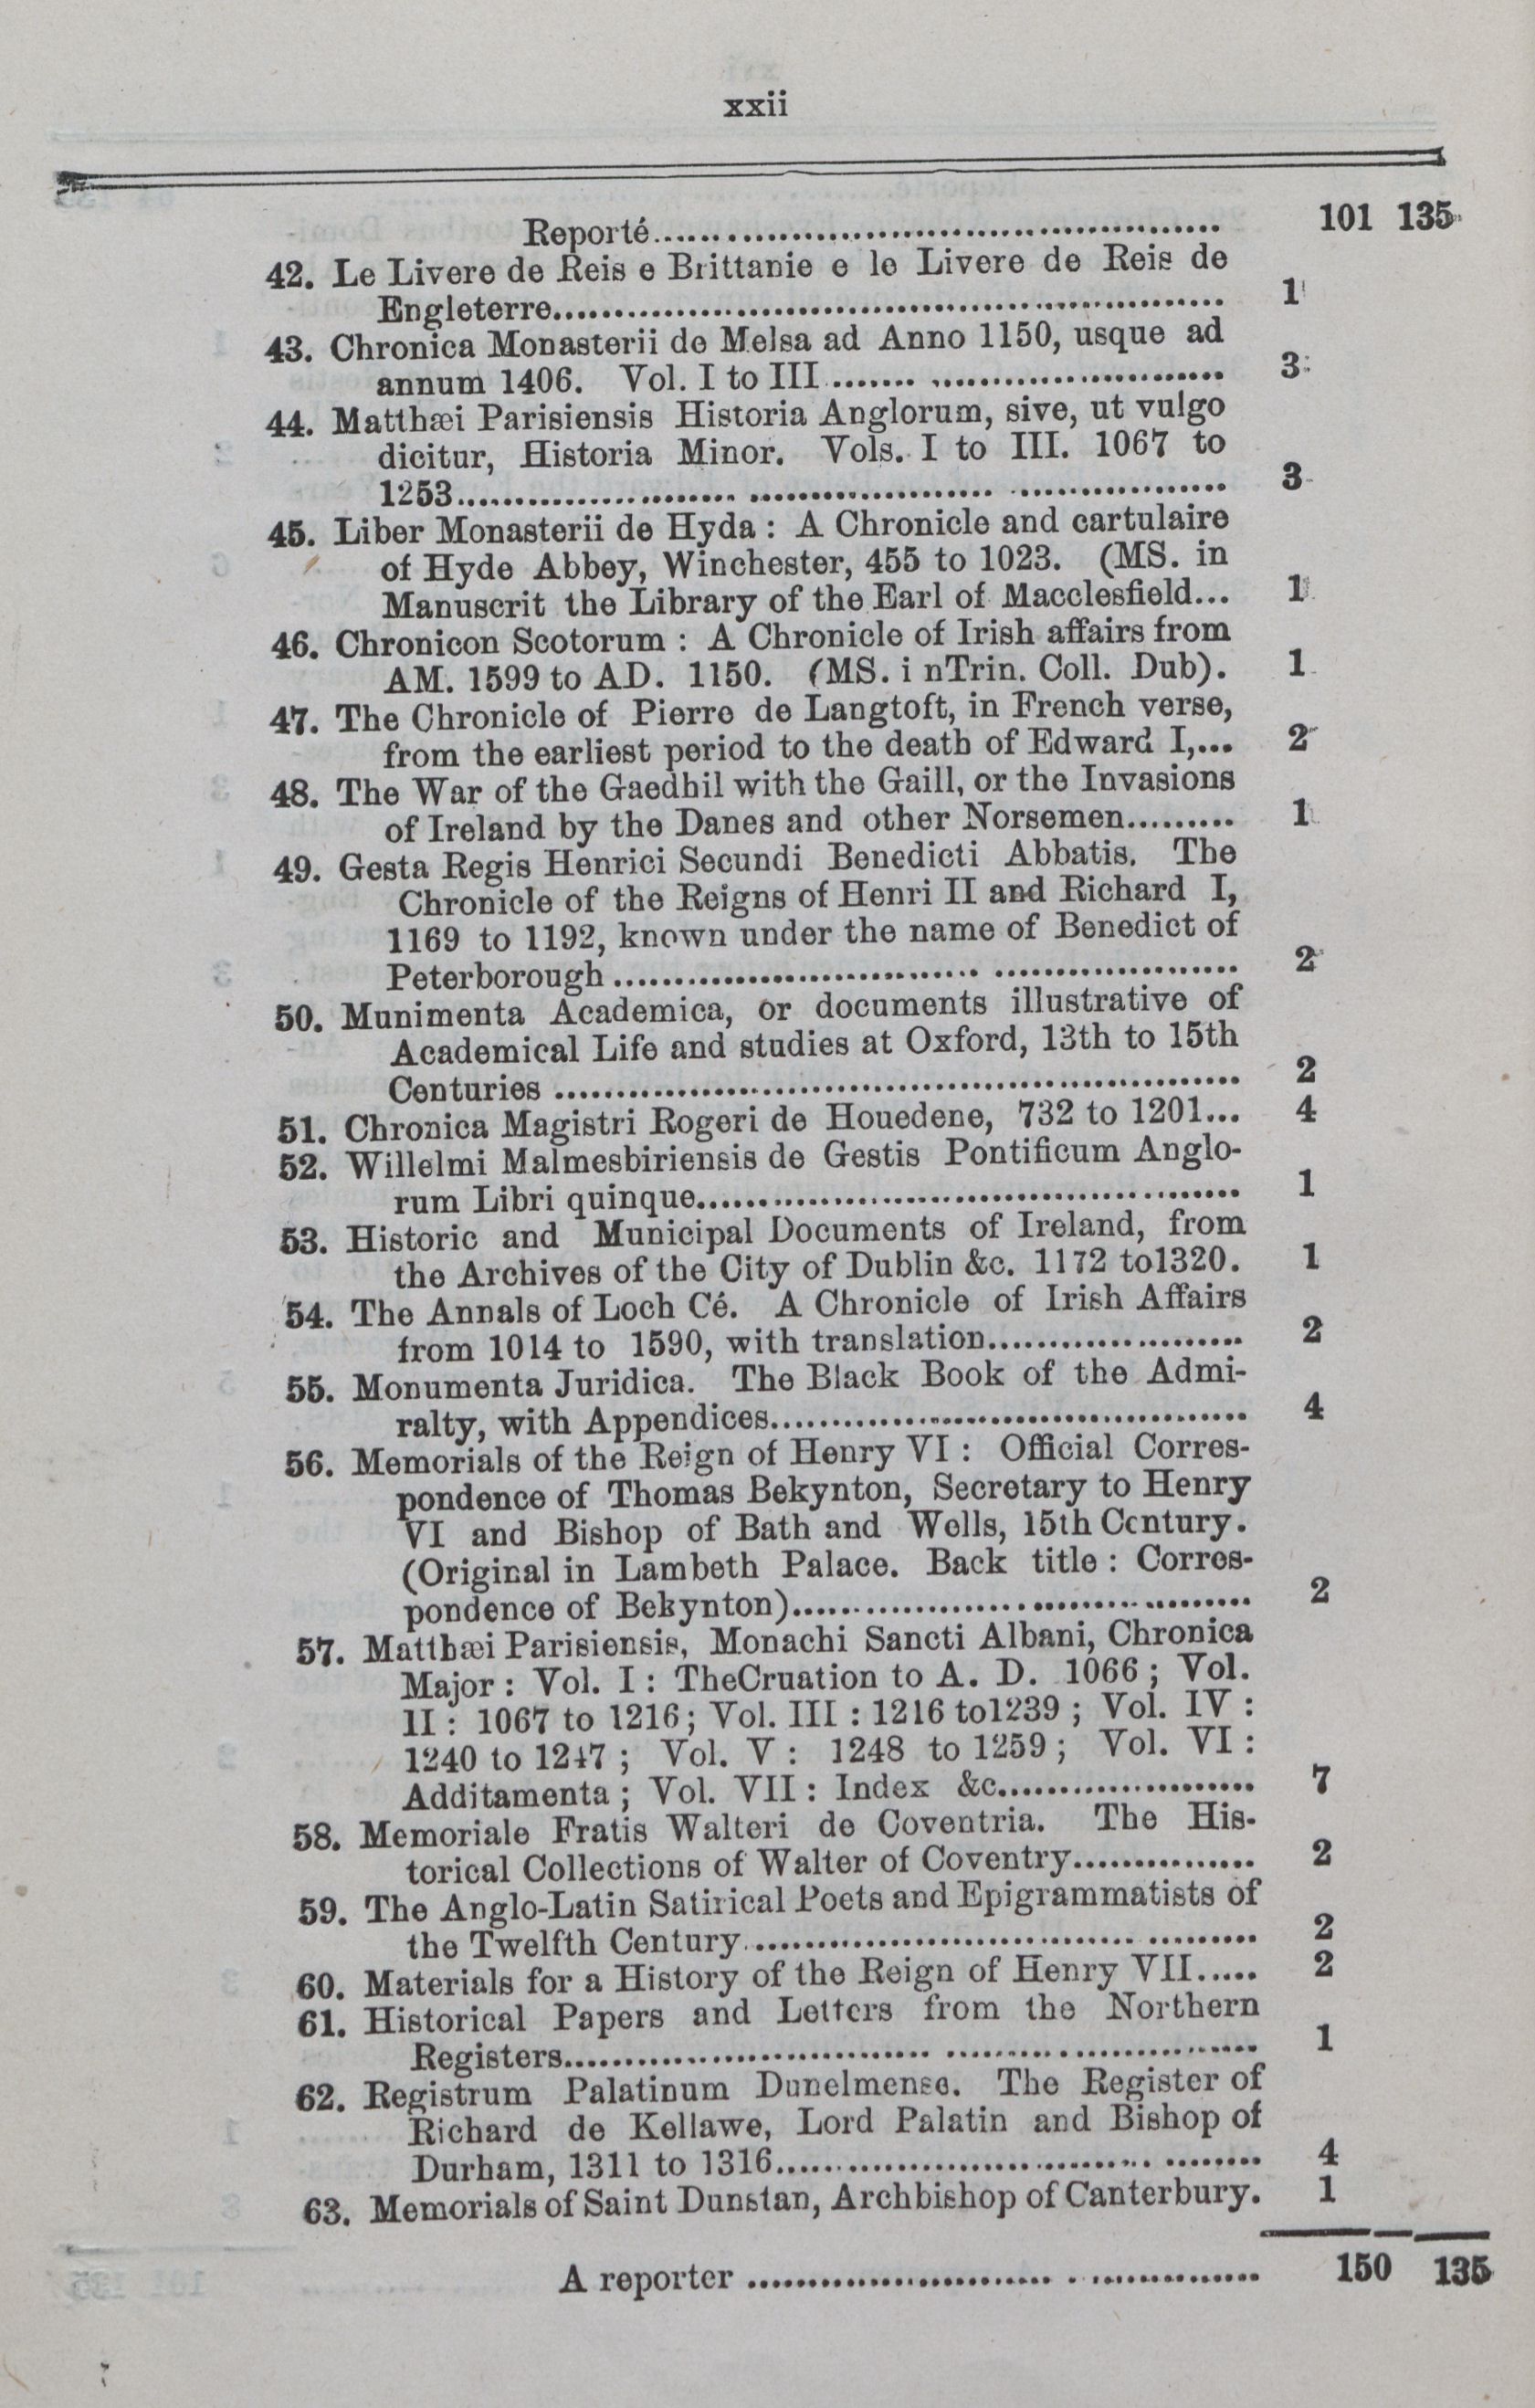 xxii
Reporté................................................ 101 135
42. Le Livere de Reis e Brittanie e le Livere de Reis de
Engleterre....................................................... 1
43. Chronica Monasterii de Melsa ad Anno 1150, usque ad
annum 1406. Vol. I to III................................ 3
44. Matthæi Parisiensis Historia Anglorum, sive, ut vulgo
dicitur, Historia Minor. Vols. I to III. 1067 to
1253............................................................... 3
45. Liber Monasterii de Hyda : A Chronicle and cartulaire
of Hyde Abbey, Winchester, 455 to 1023. (MS. in
Manuscrit the Library of the Earl of Macclesfield... 1
46. Chronicon Scotorum : A Chronicle of Irish affairs from
AM. 1599 to AD. 1150. (MS. i nTrin. Coll. Dub). 1
47. The Chronicle of Pierre de Langtoft, in French verse,
from the earliest period to the death of Edward I,... 2
48. The War of the Gaedhil with the Gaill, or the Invasions
of Ireland by the Danes and other Norsemen......... 1
49. Gesta Regis Henrici Secundi Benedicti Abbatis. The
Chronicle of the Reigns of Henri II and Richard I,
1169 to 1192, known under the name of Benedict of
Peterborough.................................................... 2
50. Munimenta Academica, or documents illustrative of
Academical Life and studies at Oxford, 13th to 15th
Centuries......................................................... 2
51. Chronica Magistri Rogeri de Houedene, 732 to 1201... 4
52. Willelmi Malmesbiriensis de Gestis Pontificum Anglo-
rum Libri quinque............................................. 1
53. Historic and Municipal Documents of Ireland, from
the Archives of the City of Dublin &c. 1172 to1320. 1
54. The Annals of Loch Cé. A Chronicle of Irish Affairs
from 1014 to 1590, with translation..................... 2
55. Monumenta Juridica. The Black Book of the Admi-
ralty, with Appendices....................................... 4
56. Memorials of the Reign of Henry VI : Official Corres-
pondence of Thomas Bekynton, Secretary to Henry
VI and Bishop of Bath and Wells, 15th Century.
(Original in Lambeth Palace. Back title : Corres-
pondence of Bekynton)...................................... 2
57. Matthæi Parisiensis, Monachi Sancti Albani, Chronica
Major : Vol. I : TheCruation to A. D. 1066 ; Vol.
II : 1067 to 1216; Vol. III : 1216 to1239 ; Vol. IV :
1240 to 1247 ; Vol. V : 1248 to 1259 ; Vol. VI :
Additamenta ; Vol. VII : Index &c..................... 7
58. Memoriale Fratis Walteri de Coventria. The His-
torical Collections of Walter of Coventry............... 2
59. The Anglo-Latin Satirical Poets and Epigrammatists of
the Twelfth Century.......................................... 2
60. Materials for a History of the Reign of Henry VII..... 2
61. Historical Papers and Letters from the Northern
Registers......................................................... 1
62. Registrum Palatinum Dunelmense. The Register of
Richard de Kellawe, Lord Palatin and Bishop of
Durham, 1311 to 1316........................................ 4
63. Memorials of Saint Dunstan, Archbishop of Canterbury. 1
A reporter.......................................... 150 135